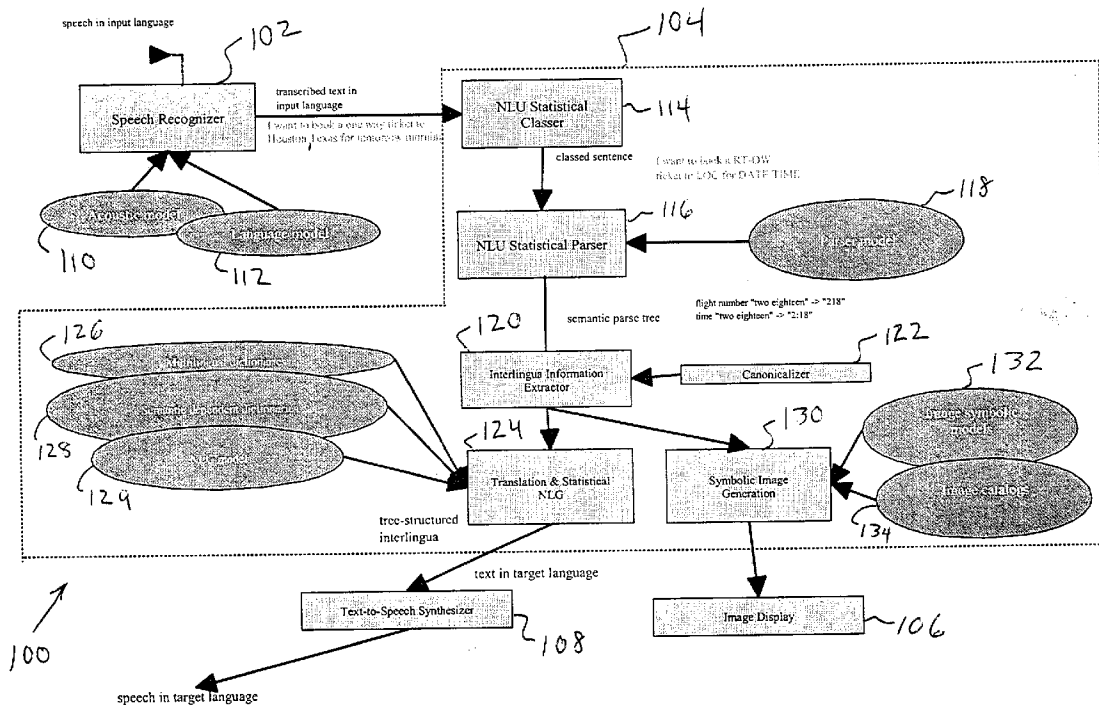 speech in input language
102
104
Speech Recognizer
transcribed text in
input language
I want to book a one way ticket to
Houston, Texas for tomorrow morning
NLU Statistical
Classer
114
classed sentence
I want to book a RT-OW
ticket to LOC for DATE TIME
Acoustic model
Language model
110
112
116
118
NLU Statistical Parser
Parser model
semantic parse tree
flight number "two eighteen" -> "218"
time "two eighteen" -> "2:18"
120
122
Interlingua Information
Extractor
Canonicalizer
126
128
129
124
Translation & Statistical
NLG
130
Symbolic Image
Generation
132
Image symbolic
model
Image catalogs
134
tree-structured
interlingua
text in target language
Text-to-Speech Synthesizer
108
Image Display
106
100
speech in target language